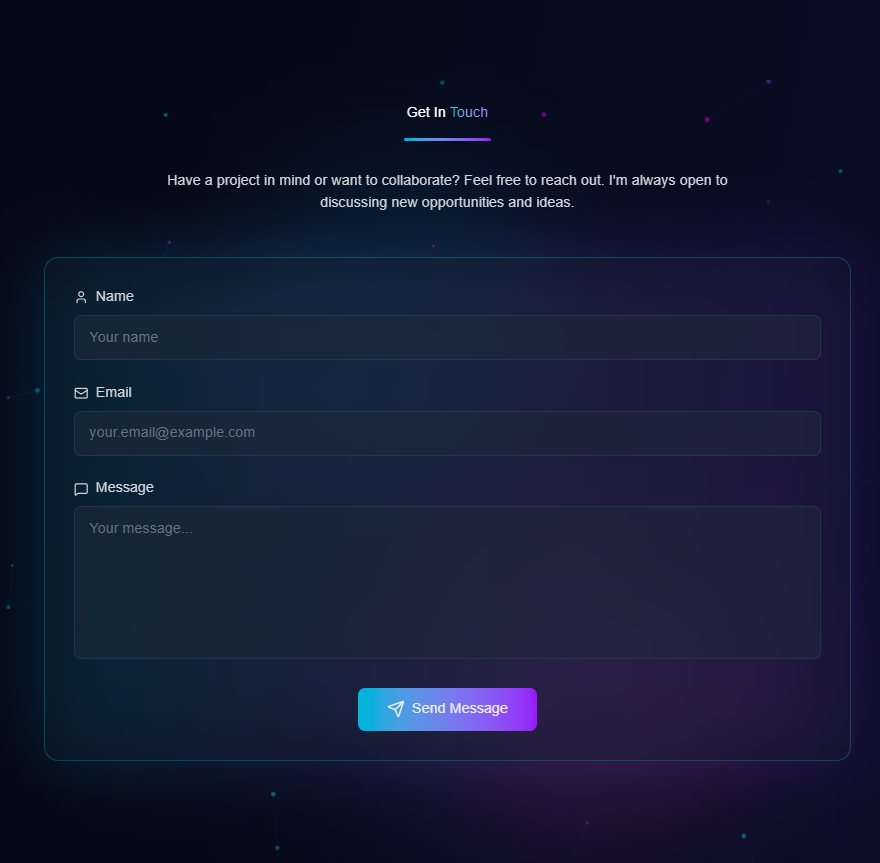 Get In Touch
Have a project in mind or want to collaborate? Feel free to reach out. I'm always open to
discussing new opportunities and ideas.
Name
Your name
Email
your.email@example.com
Message
Your message...
Send Message